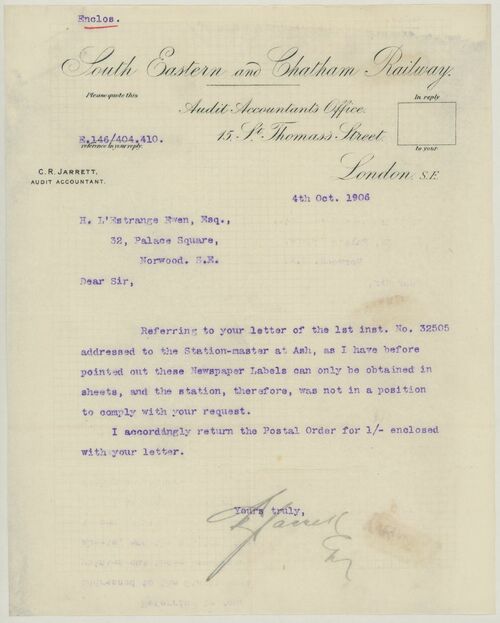 Enclos.
South Eastern and Chatham Railway.
Please quote this
In reply
Audit Accountant's Office.
E.146/404,410.
15, St. Thomas's Street,
reference in your reply.
to your
London, S.E.
C.R. JARRETT,
AUDIT ACCOUNTANT.
4th Oct. 1906
H. L'Estrange Ewen, Esq.,
32, Palace Square,
Norwood. S.E.
Dear Sir,
Referring to your letter of the 1st inst. No. 32505
addressed to the Station-master at Ash, as I have before
pointed out these Newspaper Labels can only be obtained in
sheets, and the station, therefore, was not in a position
to comply with your request.
I accordingly return the Postal Order for 1/- enclosed
with your letter.
Yours truly,
Jarrett